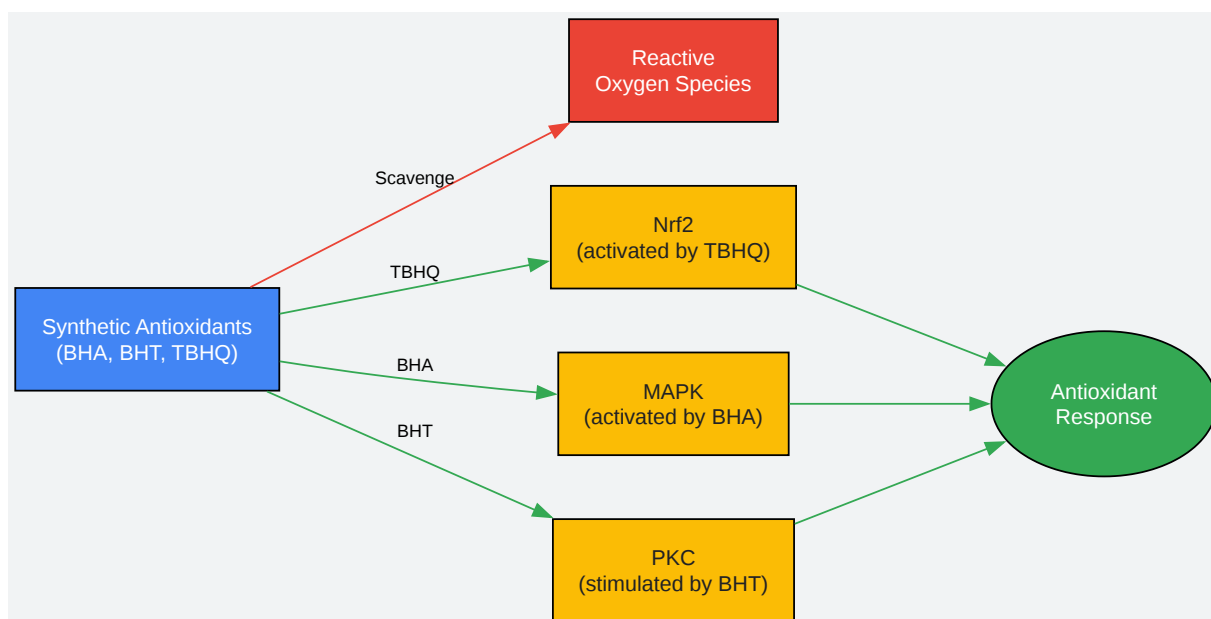 Reactive
Oxygen Species
Scavenge
Nrf2
(activated by TBHQ)
TBHQ
Synthetic Antioxidants
(BHA, BHT, TBHQ)
BHA
MAPK
(activated by BHA)
Antioxidant
Response
BHT
PKC
(stimulated by BHT)